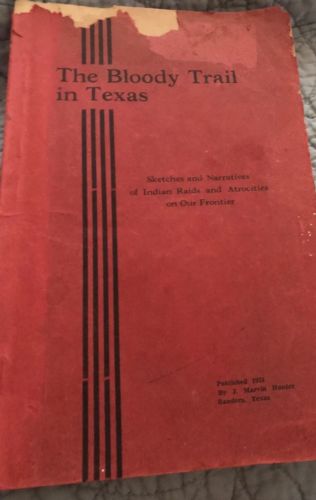 The Bloody Trail
in Texas
Sketches and Narratives
of Indian Raids and Atrocities
on Our Frontier
Published 1931
By J. Marvin Hunter
Bandera, Texas